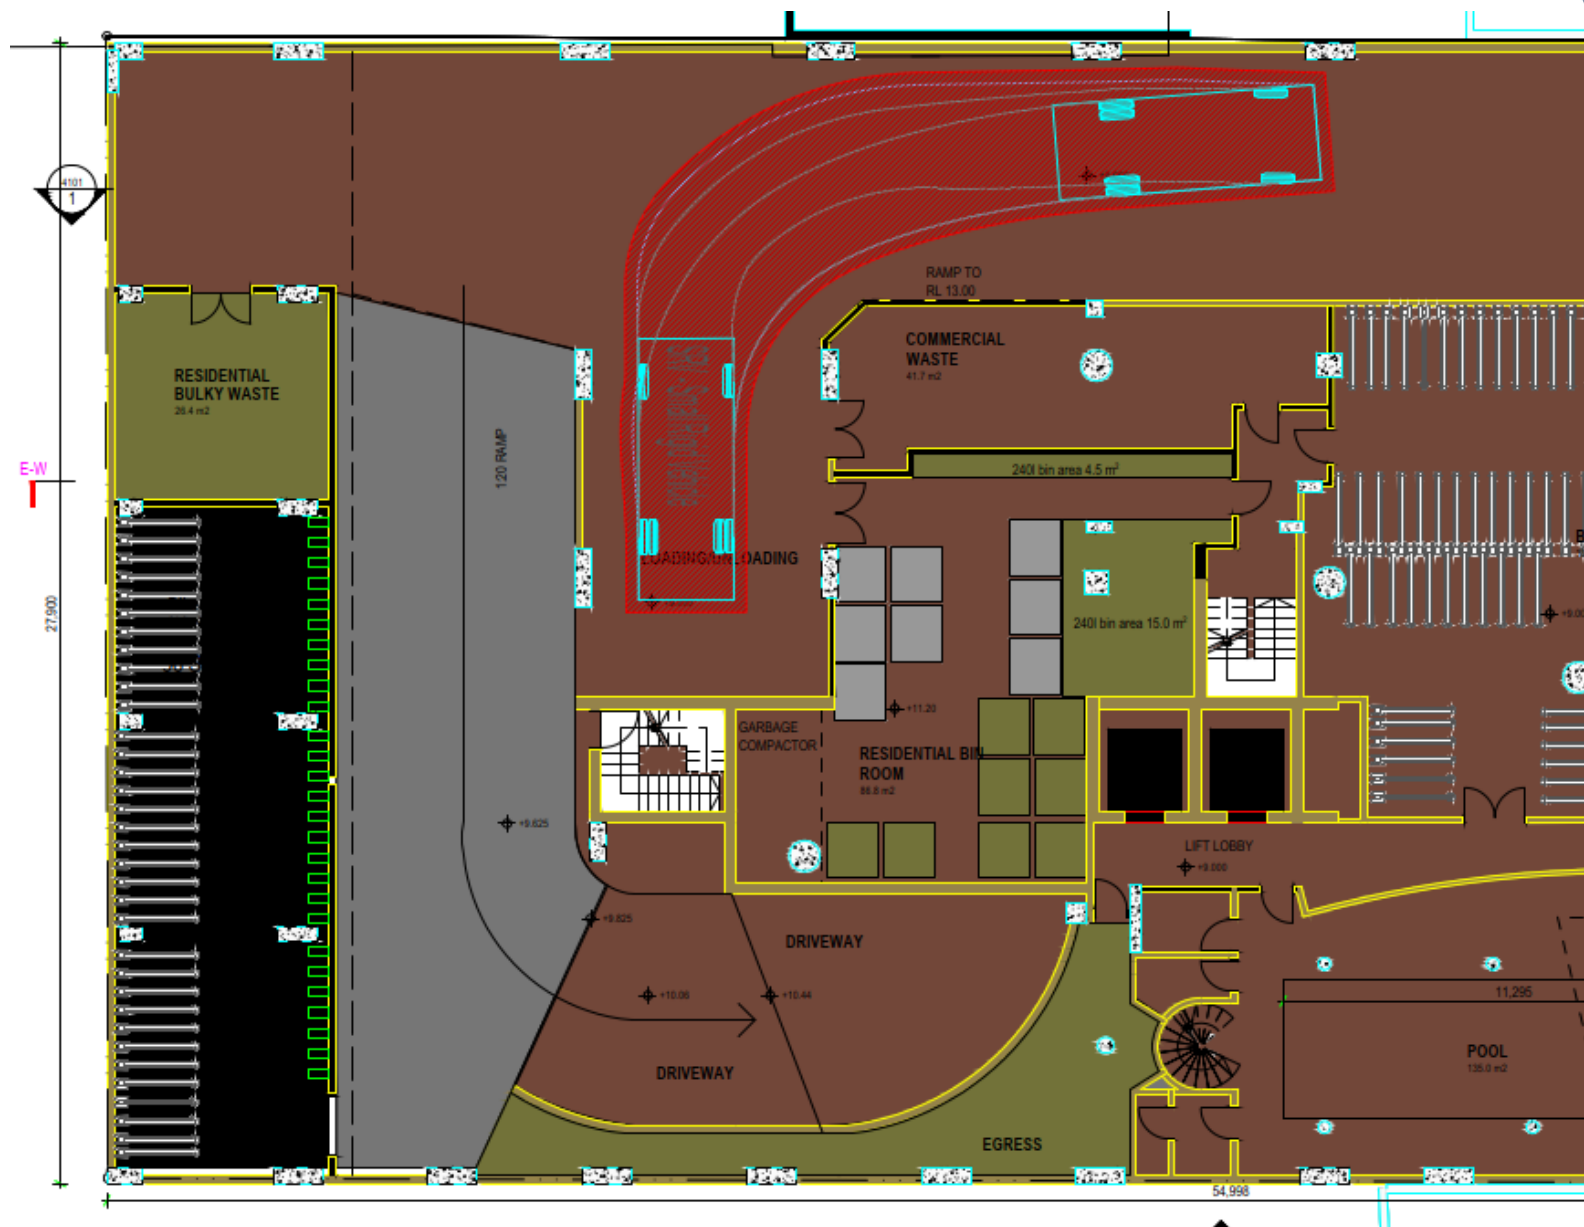 4101
1
RAMP TO
RL 13.00
COMMERCIAL
WASTE
41.7 m2
RESIDENTIAL
BULKY WASTE
26.4 m2
E-W
120 RAMP
240l bin area 4.5 m²
LOADING/UNLOADING
27,900
240l bin area 15.0 m²
+11.20
GARBAGE
COMPACTOR
RESIDENTIAL BIN
ROOM
86.8 m2
+9.625
LIFT LOBBY
+9.000
+9.825
DRIVEWAY
+10.06
+10.44
11,295
DRIVEWAY
POOL
135.0 m2
EGRESS
54,998